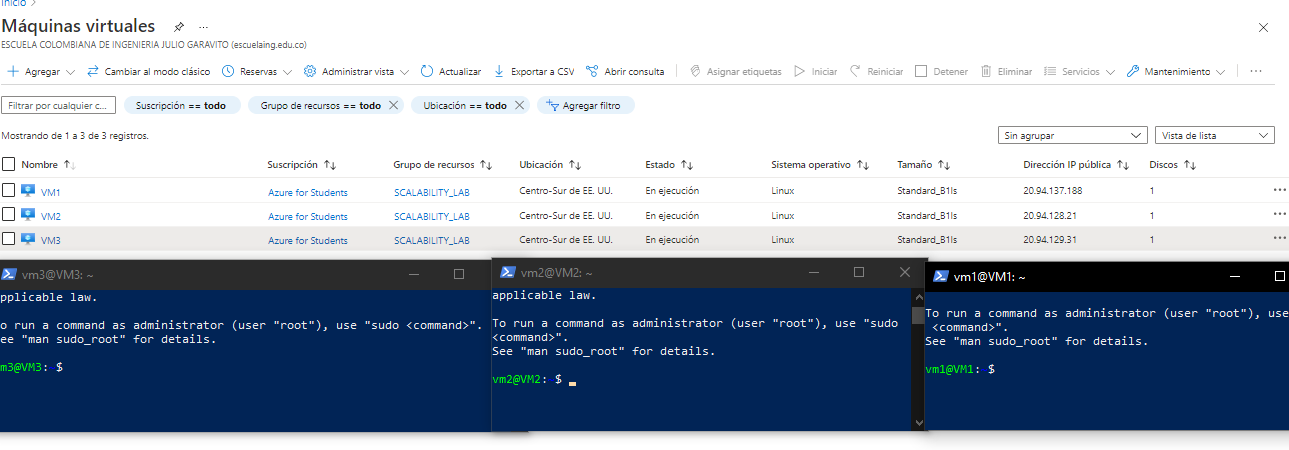 Inicio >
Máquinas virtuales
ESCUELA COLOMBIANA DE INGENIERIA JULIO GARAVITO (escuelaing.edu.co)
Agregar Cambiar al modo clásico Reservas Administrar vista Actualizar Exportar a CSV Abrir consulta Asignar etiquetas Iniciar Reiniciar Detener Eliminar Servicios Mantenimiento
Filtrar por cualquier c... Suscripción == todo Grupo de recursos == todo Ubicación == todo Agregar filtro
Mostrando de 1 a 3 de 3 registros. Sin agrupar Vista de lista
Nombre Suscripción Grupo de recursos Ubicación Estado Sistema operativo Tamaño Dirección IP pública Discos
VM1 Azure for Students SCALABILITY_LAB Centro-Sur de EE. UU. En ejecución Linux Standard_B1ls 20.94.137.188 1
VM2 Azure for Students SCALABILITY_LAB Centro-Sur de EE. UU. En ejecución Linux Standard_B1ls 20.94.128.21 1
VM3 Azure for Students SCALABILITY_LAB Centro-Sur de EE. UU. En ejecución Linux Standard_B1ls 20.94.129.31 1
vm3@VM3: ~
applicable law.
o run a command as administrator (user "root"), use "sudo <command>".
ee "man sudo_root" for details.
m3@VM3: $
vm2@VM2: ~
applicable law.
To run a command as administrator (user "root"), use "sudo
<command>".
See "man sudo_root" for details.
vm2@VM2: $
vm1@VM1: ~
To run a command as administrator (user "root"), use
<command>".
See "man sudo_root" for details.
vm1@VM1: $